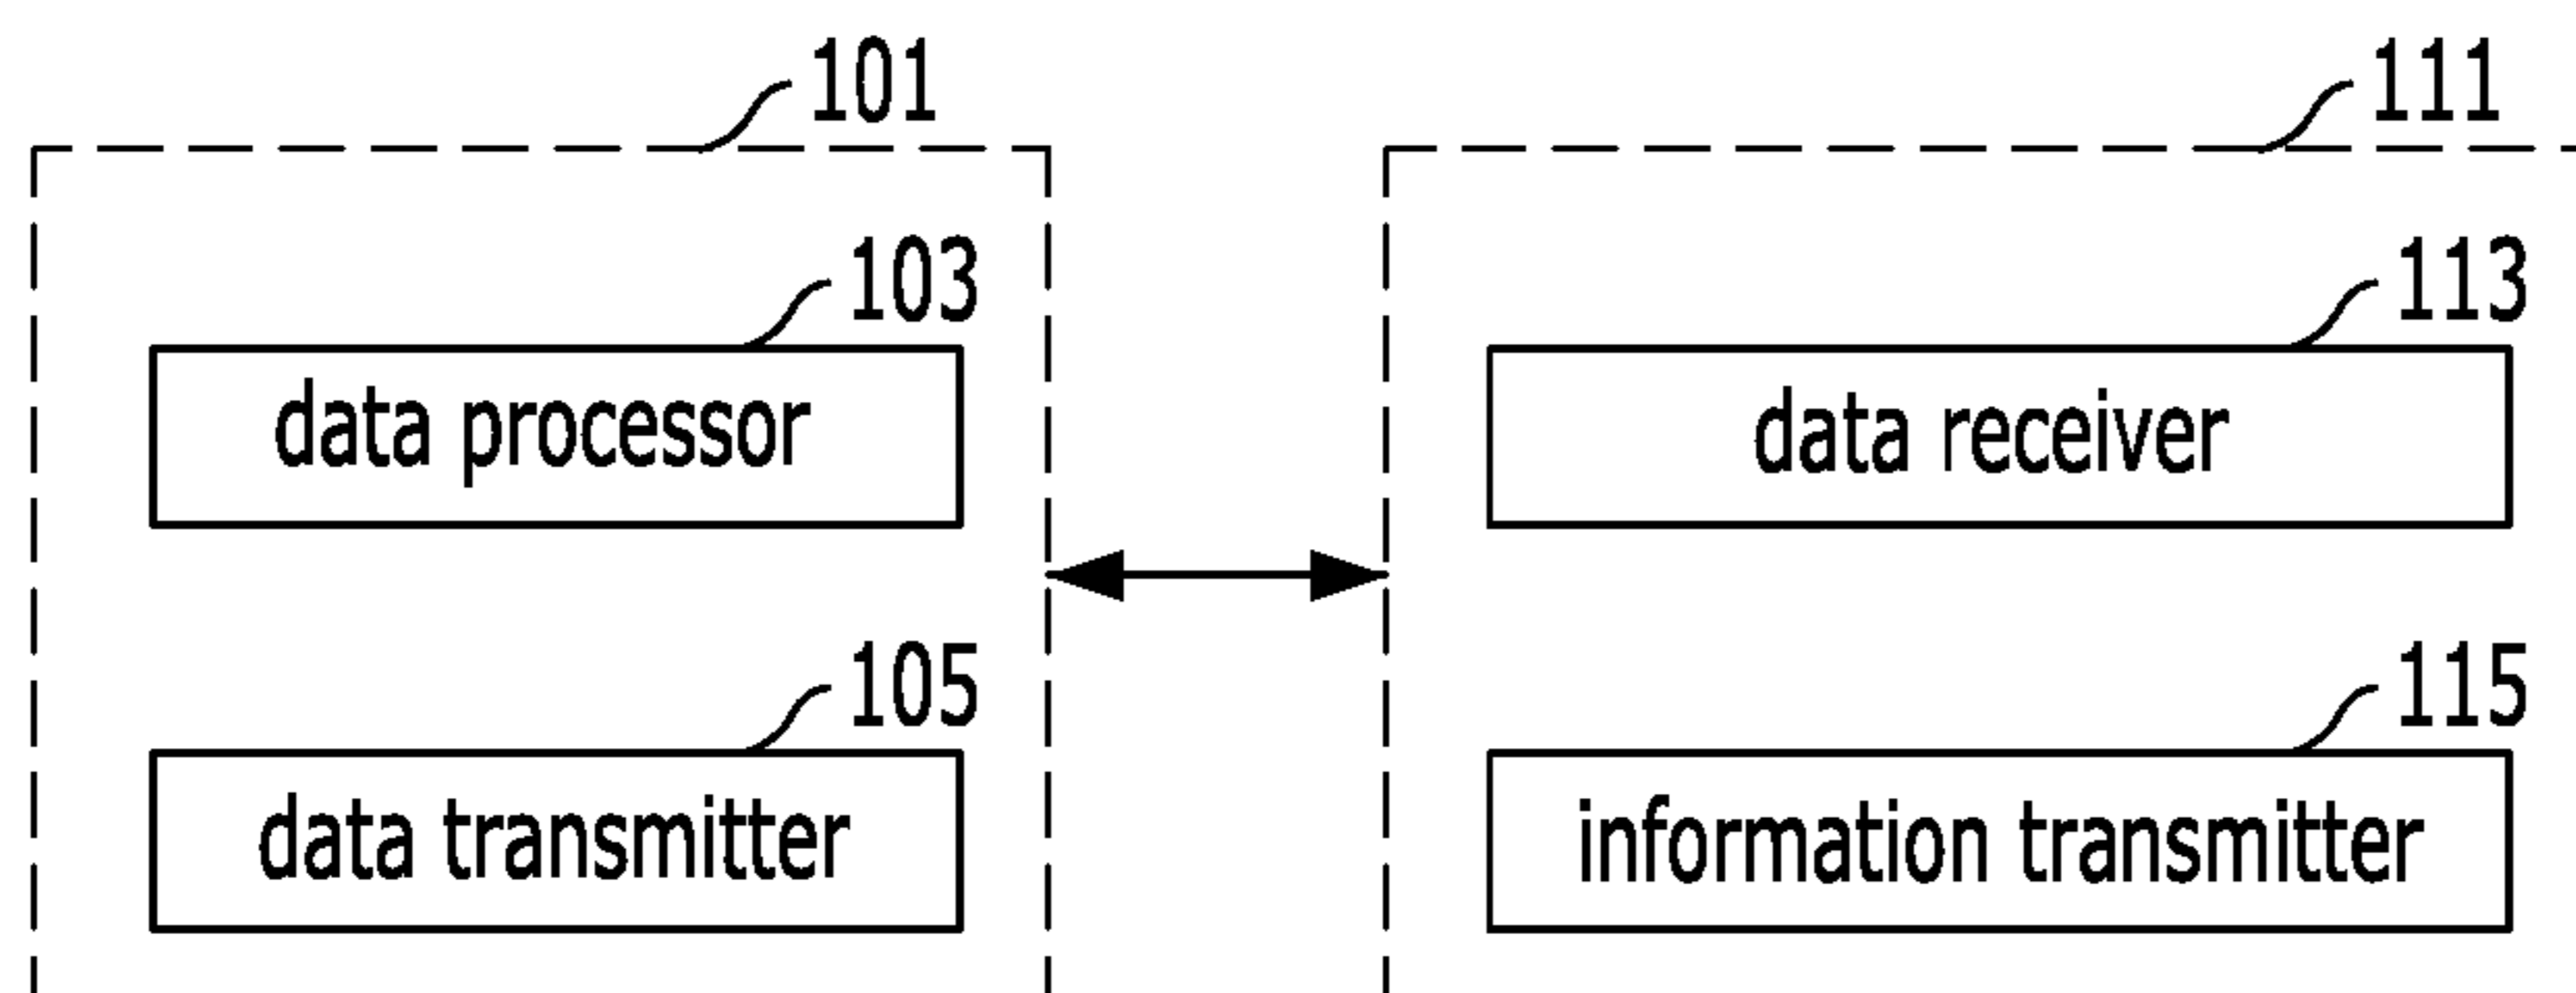 101
111
103
113
data processor
data receiver
105
115
data transmitter
information transmitter